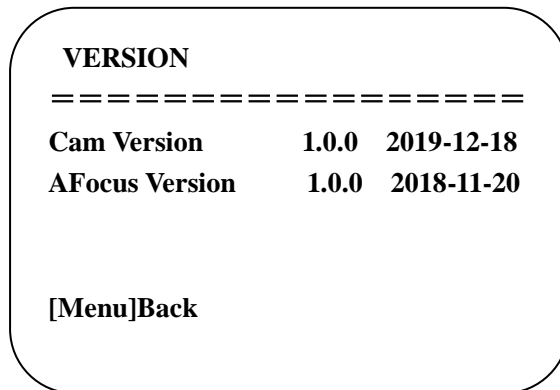 VERSION
=================
Cam Version 1.0.0 2019-12-18
AFocus Version 1.0.0 2018-11-20
[Menu]Back